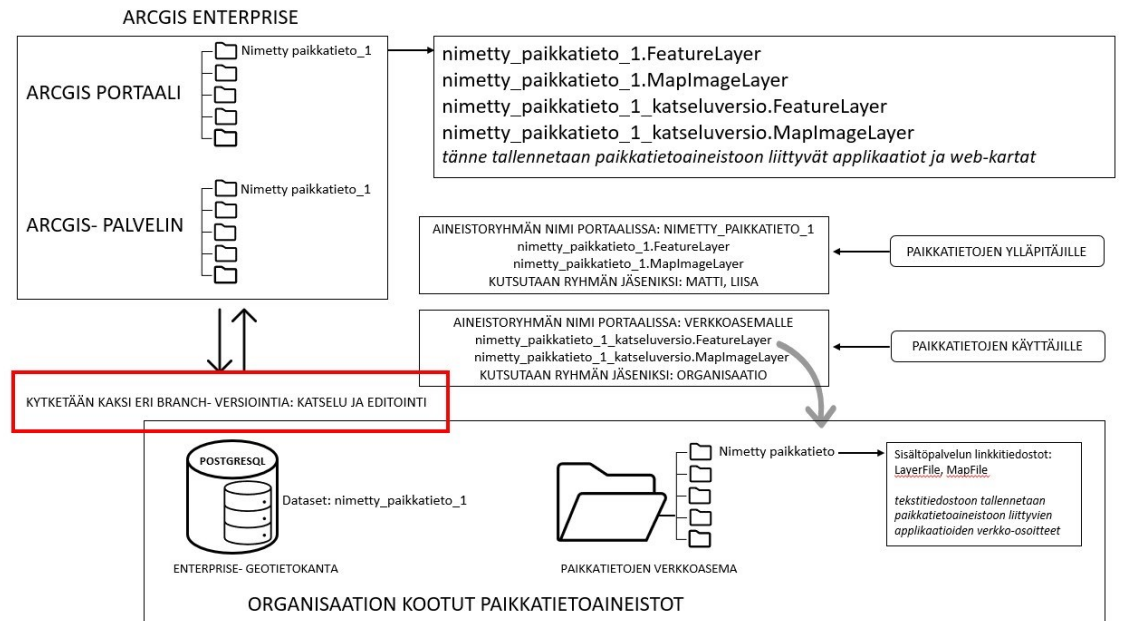 ARCGIS ENTERPRISE
ARCGIS PORTAALI
Nimetty paikkatieto_1
ARCGIS- PALVELIN
Nimetty paikkatieto_1
nimetty_paikkatieto_1.FeatureLayer
nimetty_paikkatieto_1.MapImageLayer
nimetty_paikkatieto_1_katseluversio.FeatureLayer
nimetty_paikkatieto_1_katseluversio.MapImageLayer
tänne tallennetaan paikkatietoaineistoon liittyvät applikaatiot ja web-kartat
AINEISTORYHMÄN NIMI PORTAALISSA: NIMETTY_PAIKKATIETO_1
nimetty_paikkatieto_1.FeatureLayer
nimetty_paikkatieto_1.MapImageLayer
KUTSUTAAN RYHMÄN JÄSENIKSI: MATTI, LIISA
PAIKKATIETOJEN YLLÄPITÄJILLE
AINEISTORYHMÄN NIMI PORTAALISSA: VERKKOASEMALLE
nimetty_paikkatieto_1_katseluversio.FeatureLayer
nimetty_paikkatieto_1_katseluversio.MapImageLayer
KUTSUTAAN RYHMÄN JÄSENIKSI: ORGANISAATIO
PAIKKATIETOJEN KÄYTTÄJILLE
KYTKETÄÄN KAKSI ERI BRANCH- VERSIOINTIA: KATSELU JA EDITOINTI
POSTGRESQL
Dataset: nimetty_paikkatieto_1
ENTERPRISE- GEOTIETOKANTA
Nimetty paikkatieto
PAIKKATIETOJEN VERKKOASEMA
Sisältöpalvelun linkkitiedostot:
LayerFile, MapFile
tekstitiedostoon tallennetaan
paikkatietoaineistoon liittyvien
applikaatioiden verkko-osoitteet
ORGANISAATION KOOTUT PAIKKATIETOAINEISTOT